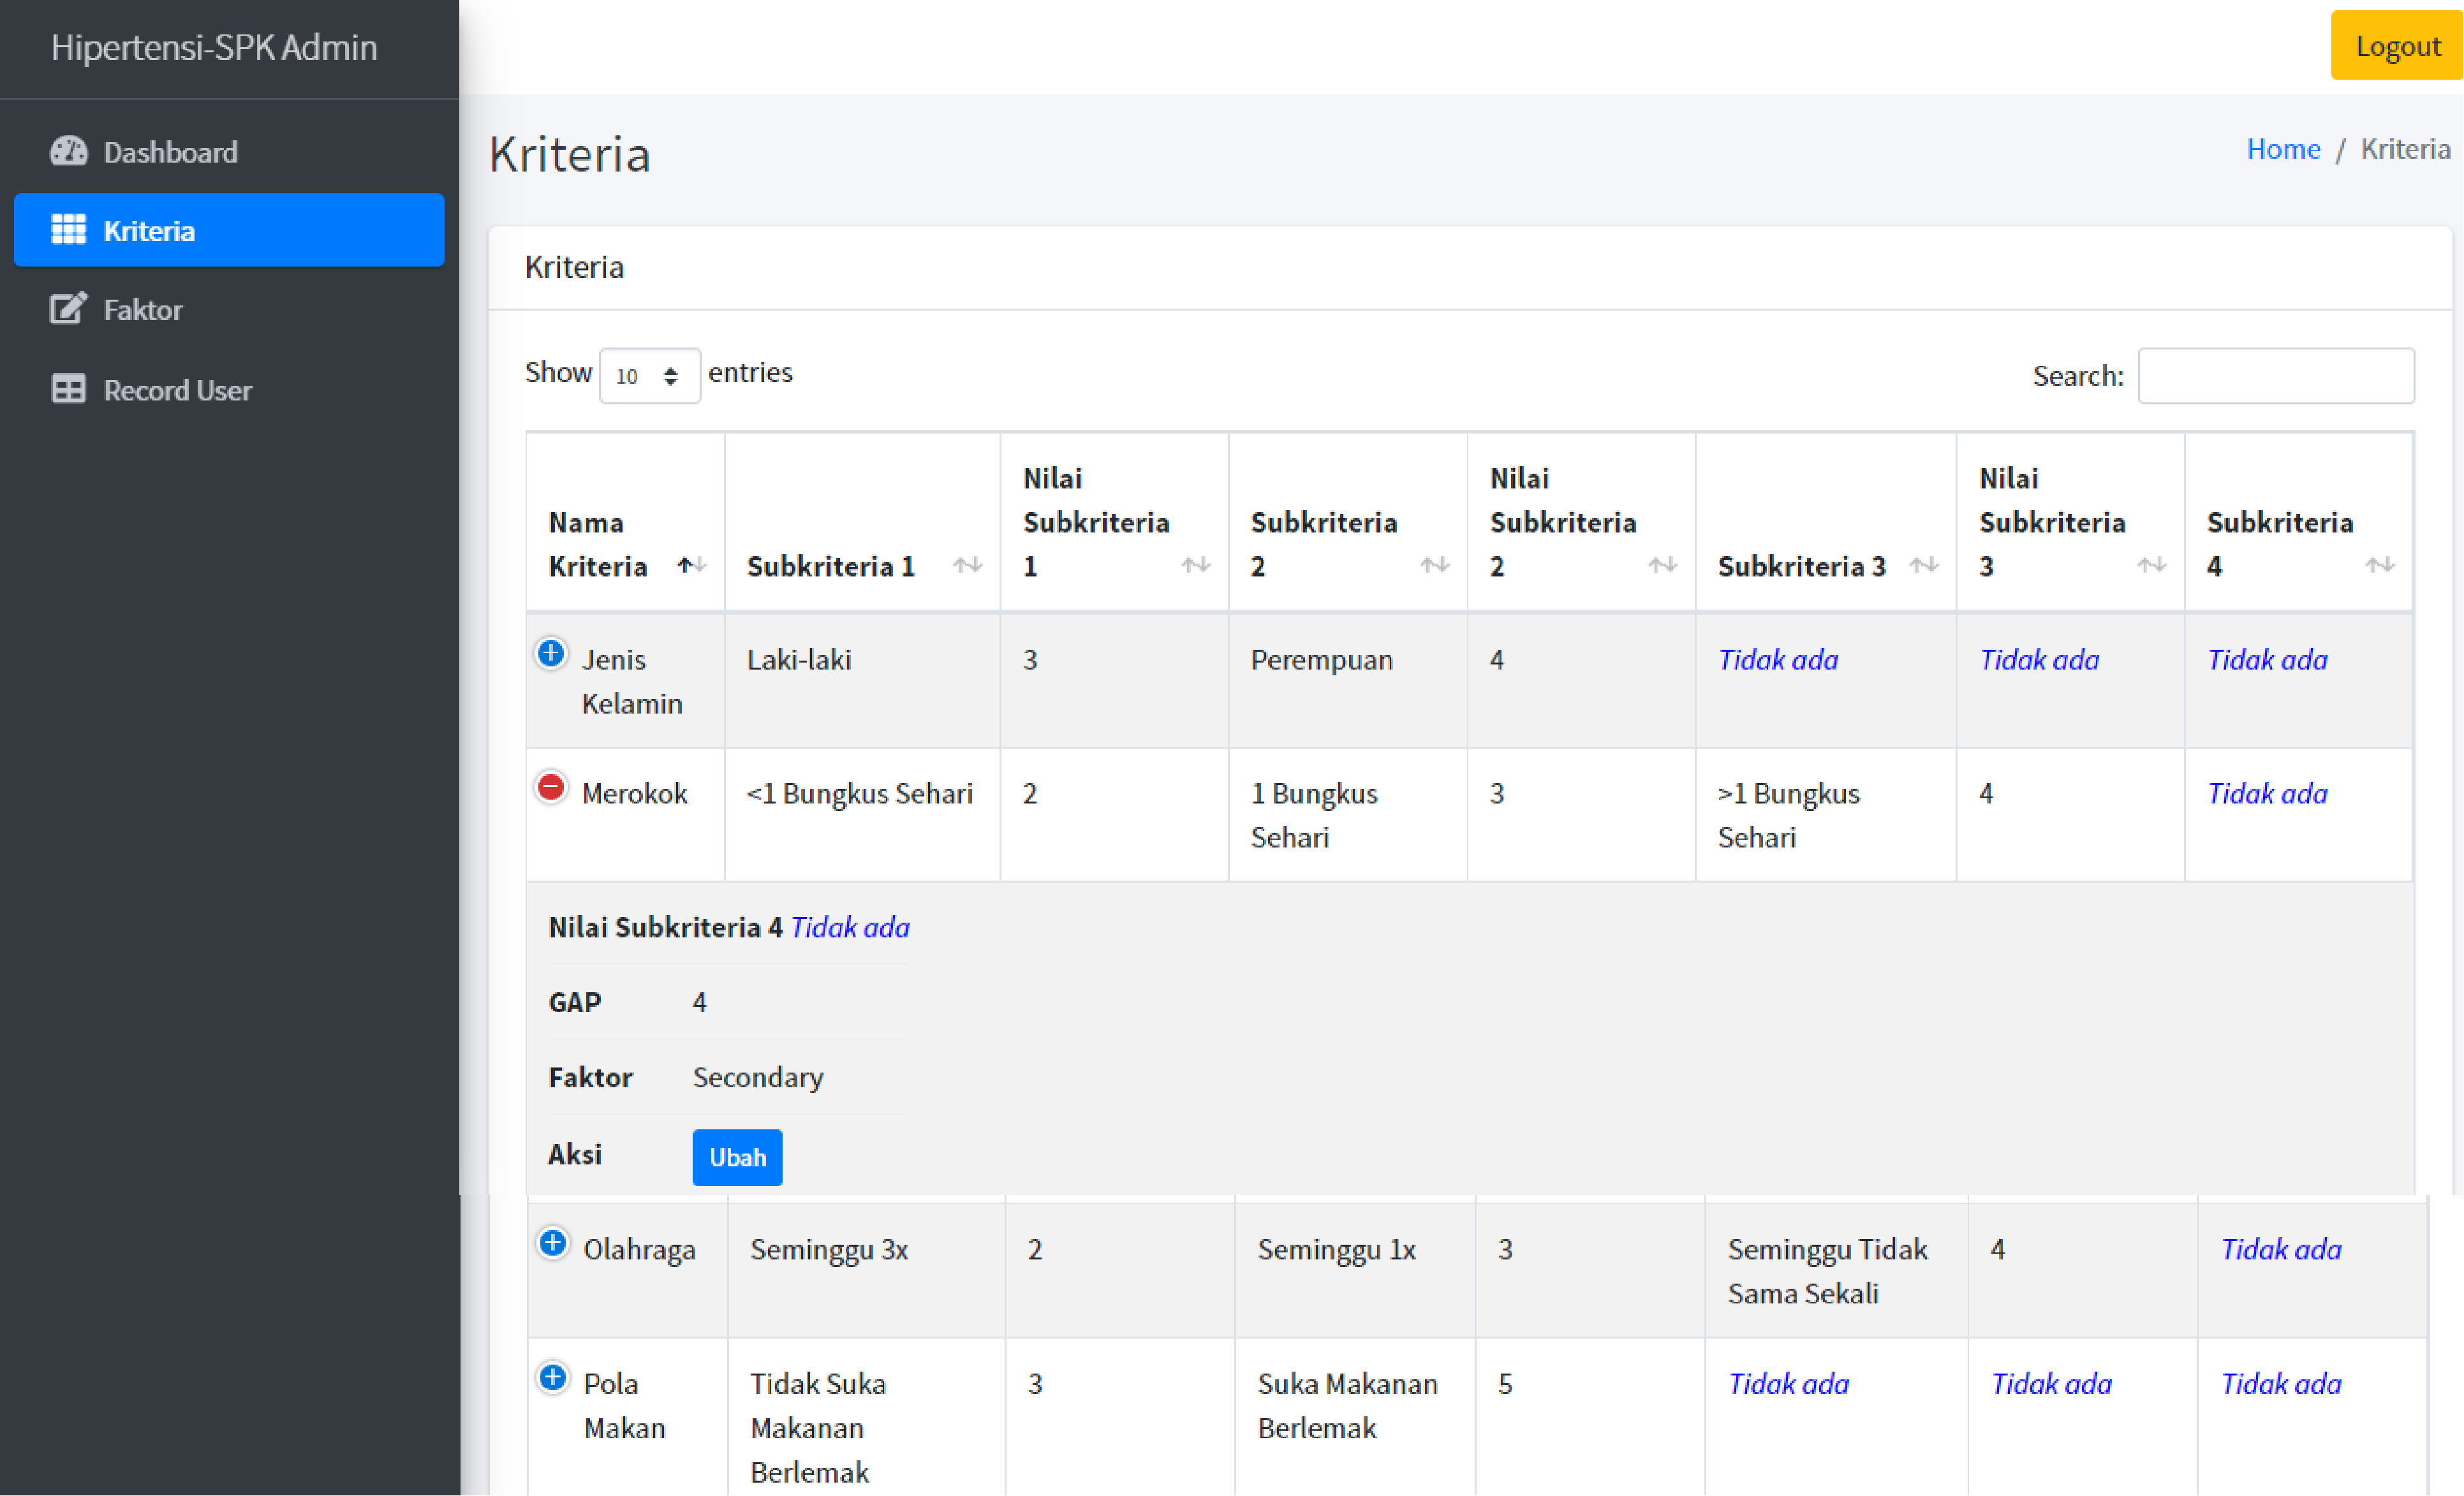 Hipertensi-SPK Admin
Logout
Dashboard
Kriteria
Faktor
Record User
Kriteria
Home / Kriteria
Kriteria
Show 10 entries
Search:
Nama Kriteria
Subkriteria 1
Nilai Subkriteria 1
Subkriteria 2
Nilai Subkriteria 2
Subkriteria 3
Nilai Subkriteria 3
Subkriteria 4
Jenis Kelamin
Laki-laki
3
Perempuan
4
Tidak ada
Tidak ada
Tidak ada
Merokok
<1 Bungkus Sehari
2
1 Bungkus Sehari
3
>1 Bungkus Sehari
4
Tidak ada
Nilai Subkriteria 4 Tidak ada
GAP 4
Faktor Secondary
Aksi Ubah
Olahraga
Seminggu 3x
2
Seminggu 1x
3
Seminggu Tidak Sama Sekali
4
Tidak ada
Pola Makan
Tidak Suka Makanan Berlemak
3
Suka Makanan Berlemak
5
Tidak ada
Tidak ada
Tidak ada